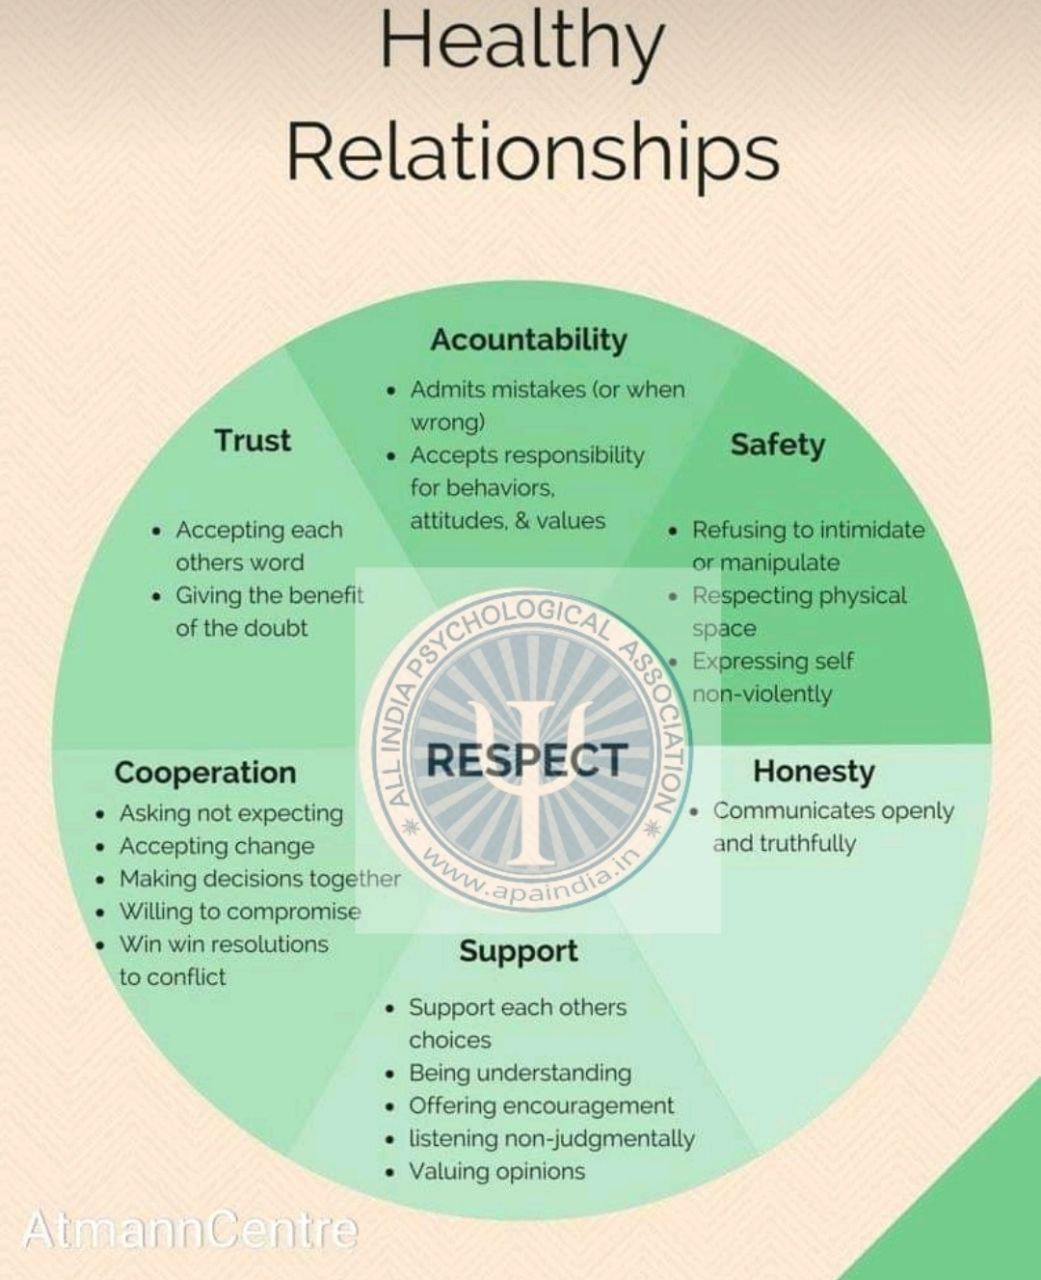 Healthy
Relationships
Acountability
• Admits mistakes (or when
wrong)
• Accepts responsibility
for behaviors,
attitudes, & values
Trust
• Accepting each
others word
• Giving the benefit
of the doubt
Safety
• Refusing to intimidate
or manipulate
• Respecting physical
space
• Expressing self
non-violently
ALL INDIA PSYCHOLOGICAL ASSOCIATION
RESPECT
www.apaindia.in
Cooperation
• Asking not expecting
• Accepting change
• Making decisions together
• Willing to compromise
• Win win resolutions
to conflict
Honesty
• Communicates openly
and truthfully
Support
• Support each others
choices
• Being understanding
• Offering encouragement
• listening non-judgmentally
• Valuing opinions
AtmannCentre